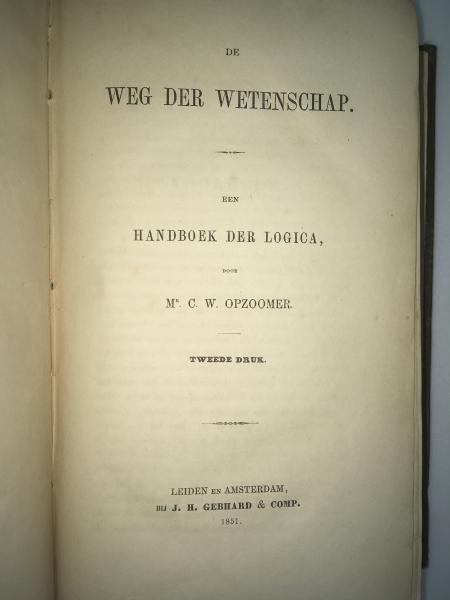 DE
WEG DER WETENSCHAP.
EEN
HANDBOEK DER LOGICA,
DOOR
Mr. C. W. OPZOOMER.
TWEEDE DRUK.
LEIDEN EN AMSTERDAM,
BIJ J. H. GEBHARD & COMP.
1851.